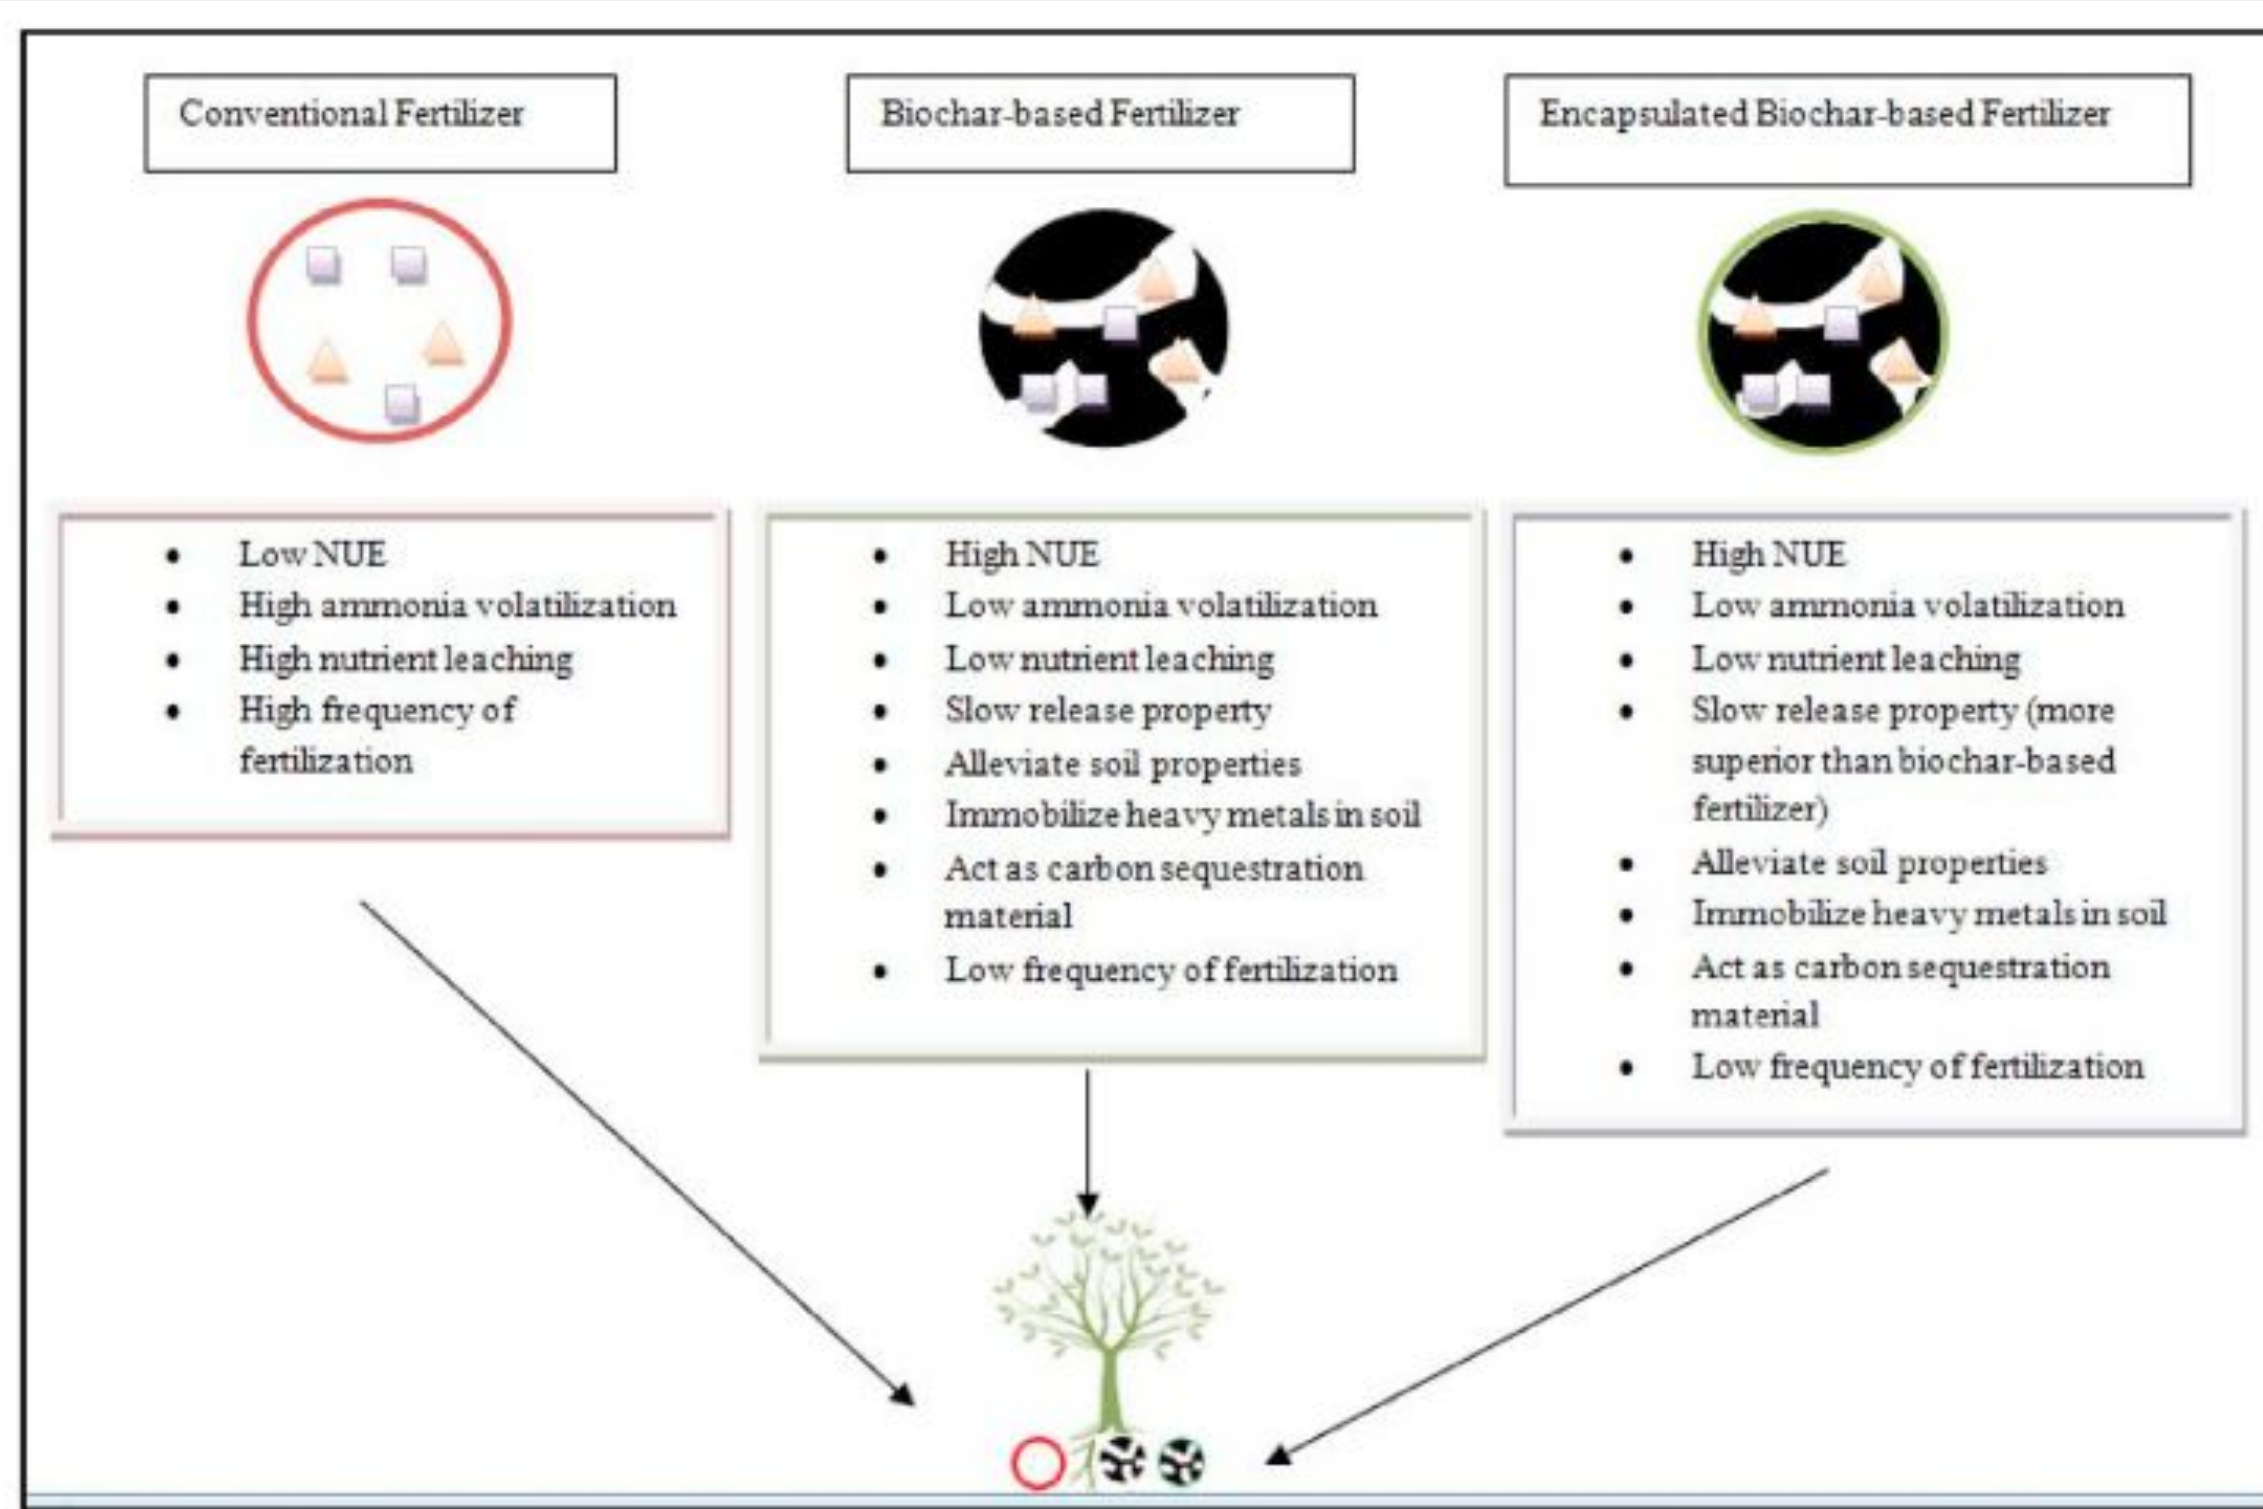 Conventional Fertilizer
Biochar-based Fertilizer
Encapsulated Biochar-based Fertilizer
• Low NUE
• High ammonia volatilization
• High nutrient leaching
• High frequency of
fertilization
• High NUE
• Low ammonia volatilization
• Low nutrient leaching
• Slow release property
• Alleviate soil properties
• Immobilize heavy metals in soil
• Act as carbon sequestration
material
• Low frequency of fertilization
• High NUE
• Low ammonia volatilization
• Low nutrient leaching
• Slow release property (more
superior than biochar-based
fertilizer)
• Alleviate soil properties
• Immobilize heavy metals in soil
• Act as carbon sequestration
material
• Low frequency of fertilization